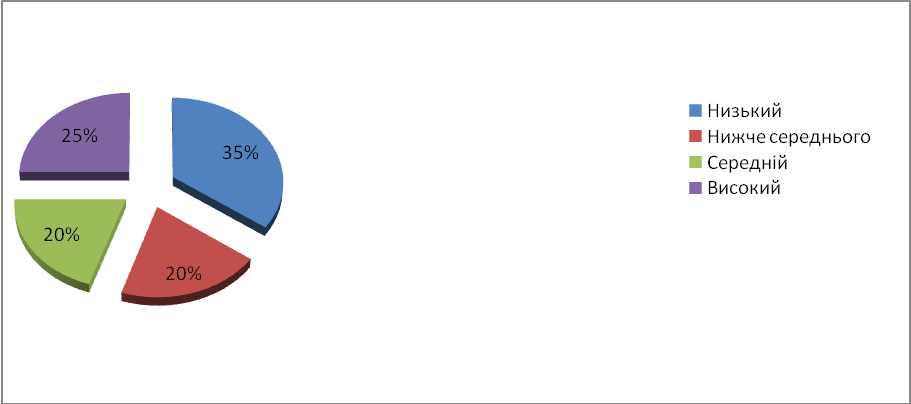 25%
35%
20%
20%
Низький
Нижче середнього
Середній
Високий